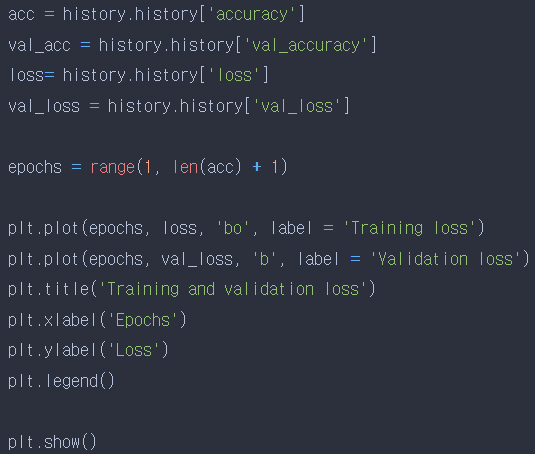 acc = history.history['accuracy']
val_acc = history.history['val_accuracy']
loss= history.history['loss']
val_loss = history.history['val_loss']
epochs = range(1, len(acc) + 1)
plt.plot(epochs, loss, 'bo', label = 'Training loss')
plt.plot(epochs, val_loss, 'b', label = 'Validation loss')
plt.title('Training and validation loss')
plt.xlabel('Epochs')
plt.ylabel('Loss')
plt.legend()
plt.show()